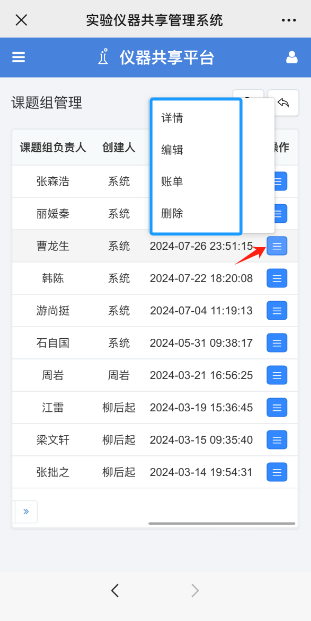 实验仪器共享管理系统
仪器共享平台
课题组管理
课题组负责人 创建人 操作
详情
编辑
账单
删除
张森浩 系统
丽媛秦 系统
曹龙生 系统 2024-07-26 23:51:15
韩陈 系统 2024-07-22 18:20:08
游尚挺 系统 2024-07-04 11:19:13
石自国 系统 2024-05-31 09:38:17
周岩 周岩 2024-03-21 16:56:25
江雷 柳后起 2024-03-19 15:36:45
梁文轩 柳后起 2024-03-15 09:35:40
张拙之 柳后起 2024-03-14 19:54:31
»